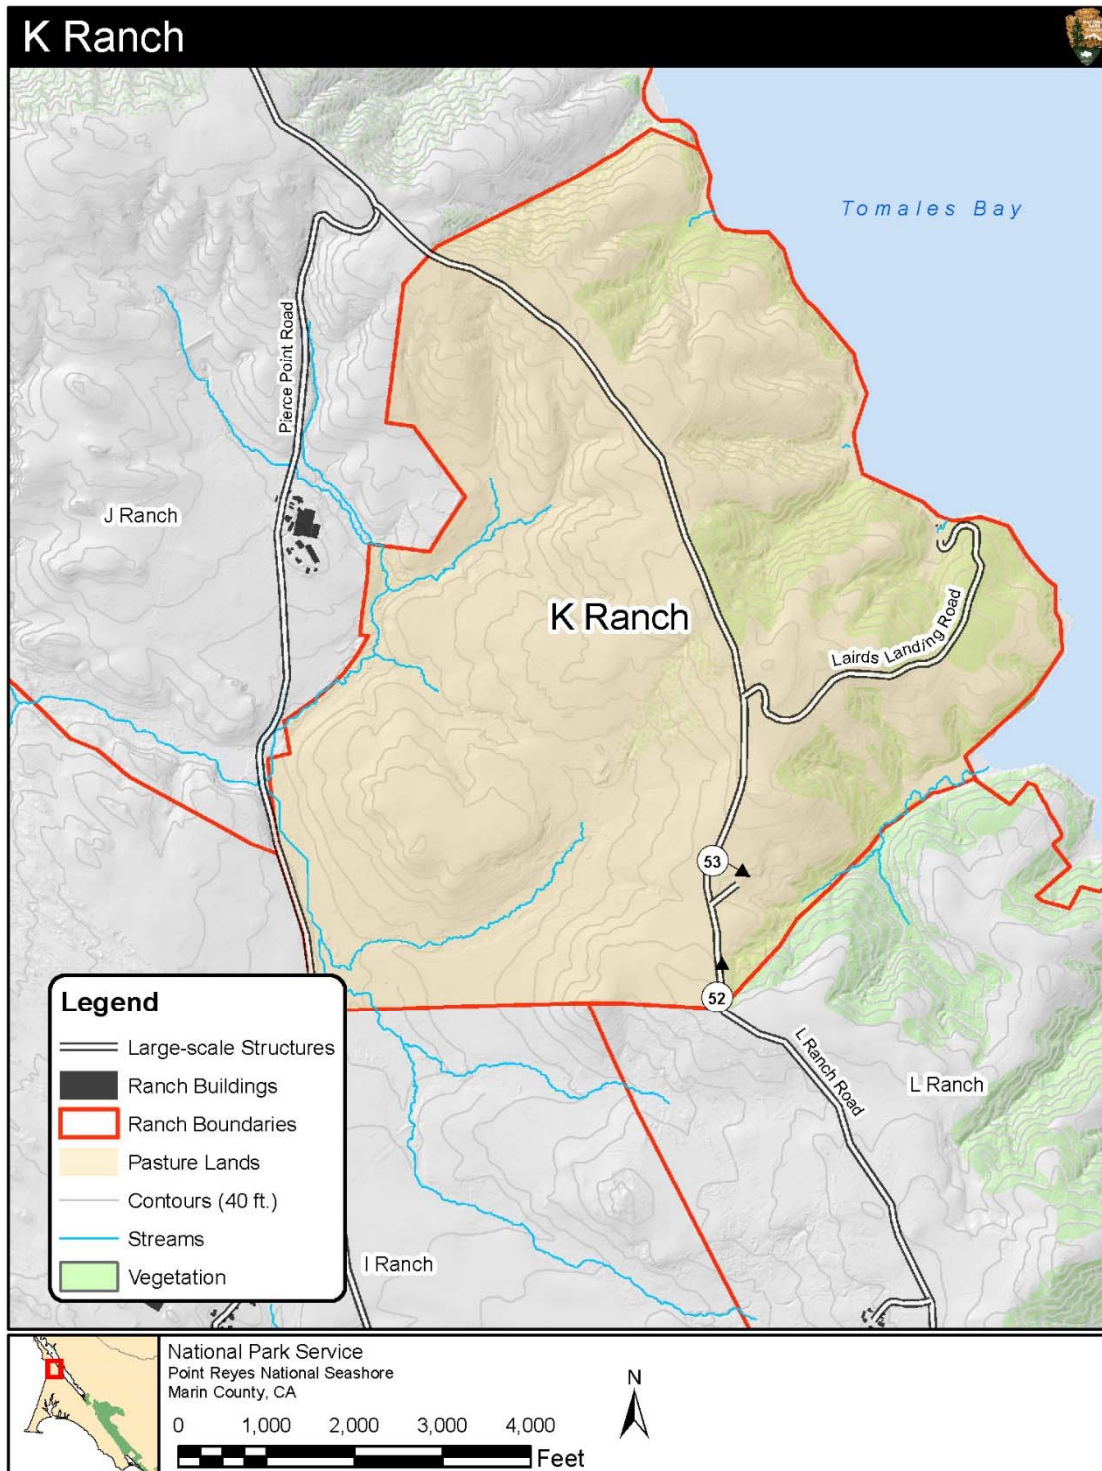 K Ranch
Tomales Bay
Pierce Point Road
J Ranch
K Ranch
Lairds Landing Road
53
52
L Ranch Road
L Ranch
I Ranch
Legend
Large-scale Structures
Ranch Buildings
Ranch Boundaries
Pasture Lands
Contours (40 ft.)
Streams
Vegetation
National Park Service
Point Reyes National Seashore
Marin County, CA
N
0 1,000 2,000 3,000 4,000
Feet